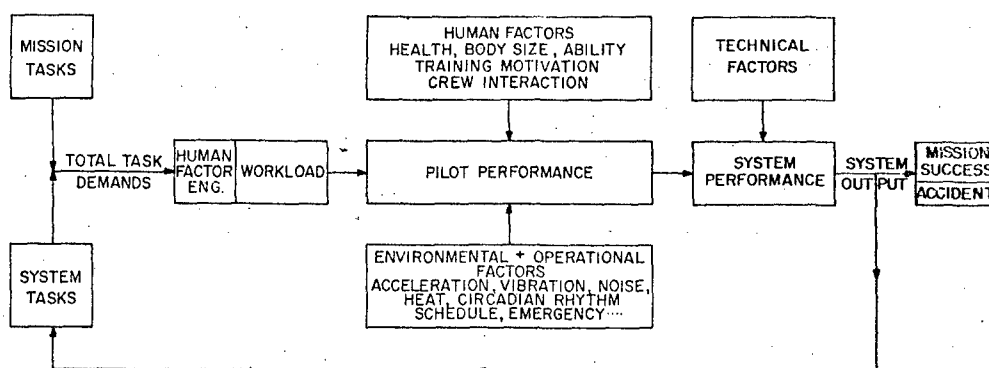 MISSION
TASKS
HUMAN FACTORS
HEALTH, BODY SIZE, ABILITY
TRAINING MOTIVATION
CREW INTERACTION
TECHNICAL
FACTORS
TOTAL TASK
DEMANDS
HUMAN
FACTOR
ENG.
WORKLOAD
PILOT PERFORMANCE
SYSTEM
PERFORMANCE
SYSTEM
OUTPUT
MISSION
SUCCESS
ACCIDENT
SYSTEM
TASKS
ENVIRONMENTAL + OPERATIONAL
FACTORS
ACCELERATION, VIBRATION, NOISE,
HEAT, CIRCADIAN RHYTHM
SCHEDULE, EMERGENCY....